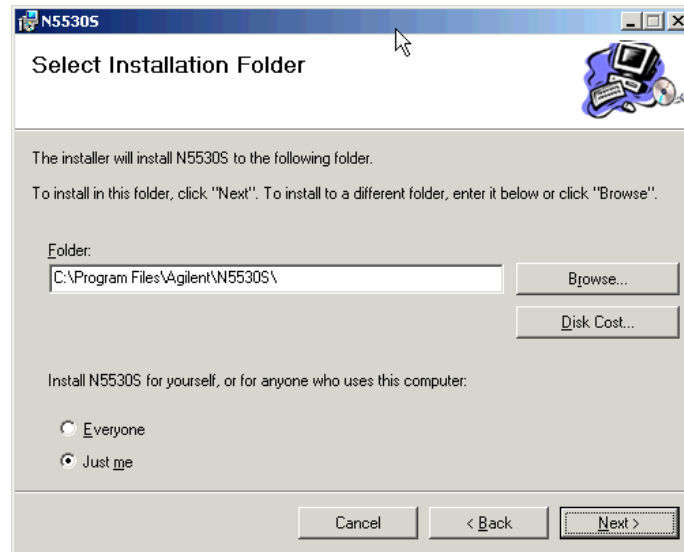 N5530S
Select Installation Folder
The installer will install N5530S to the following folder.
To install in this folder, click "Next". To install to a different folder, enter it below or click "Browse".
Folder:
C:\Program Files\Agilent\N5530S\
Browse...
Disk Cost...
Install N5530S for yourself, or for anyone who uses this computer:
Everyone
Just me
Cancel
< Back
Next >